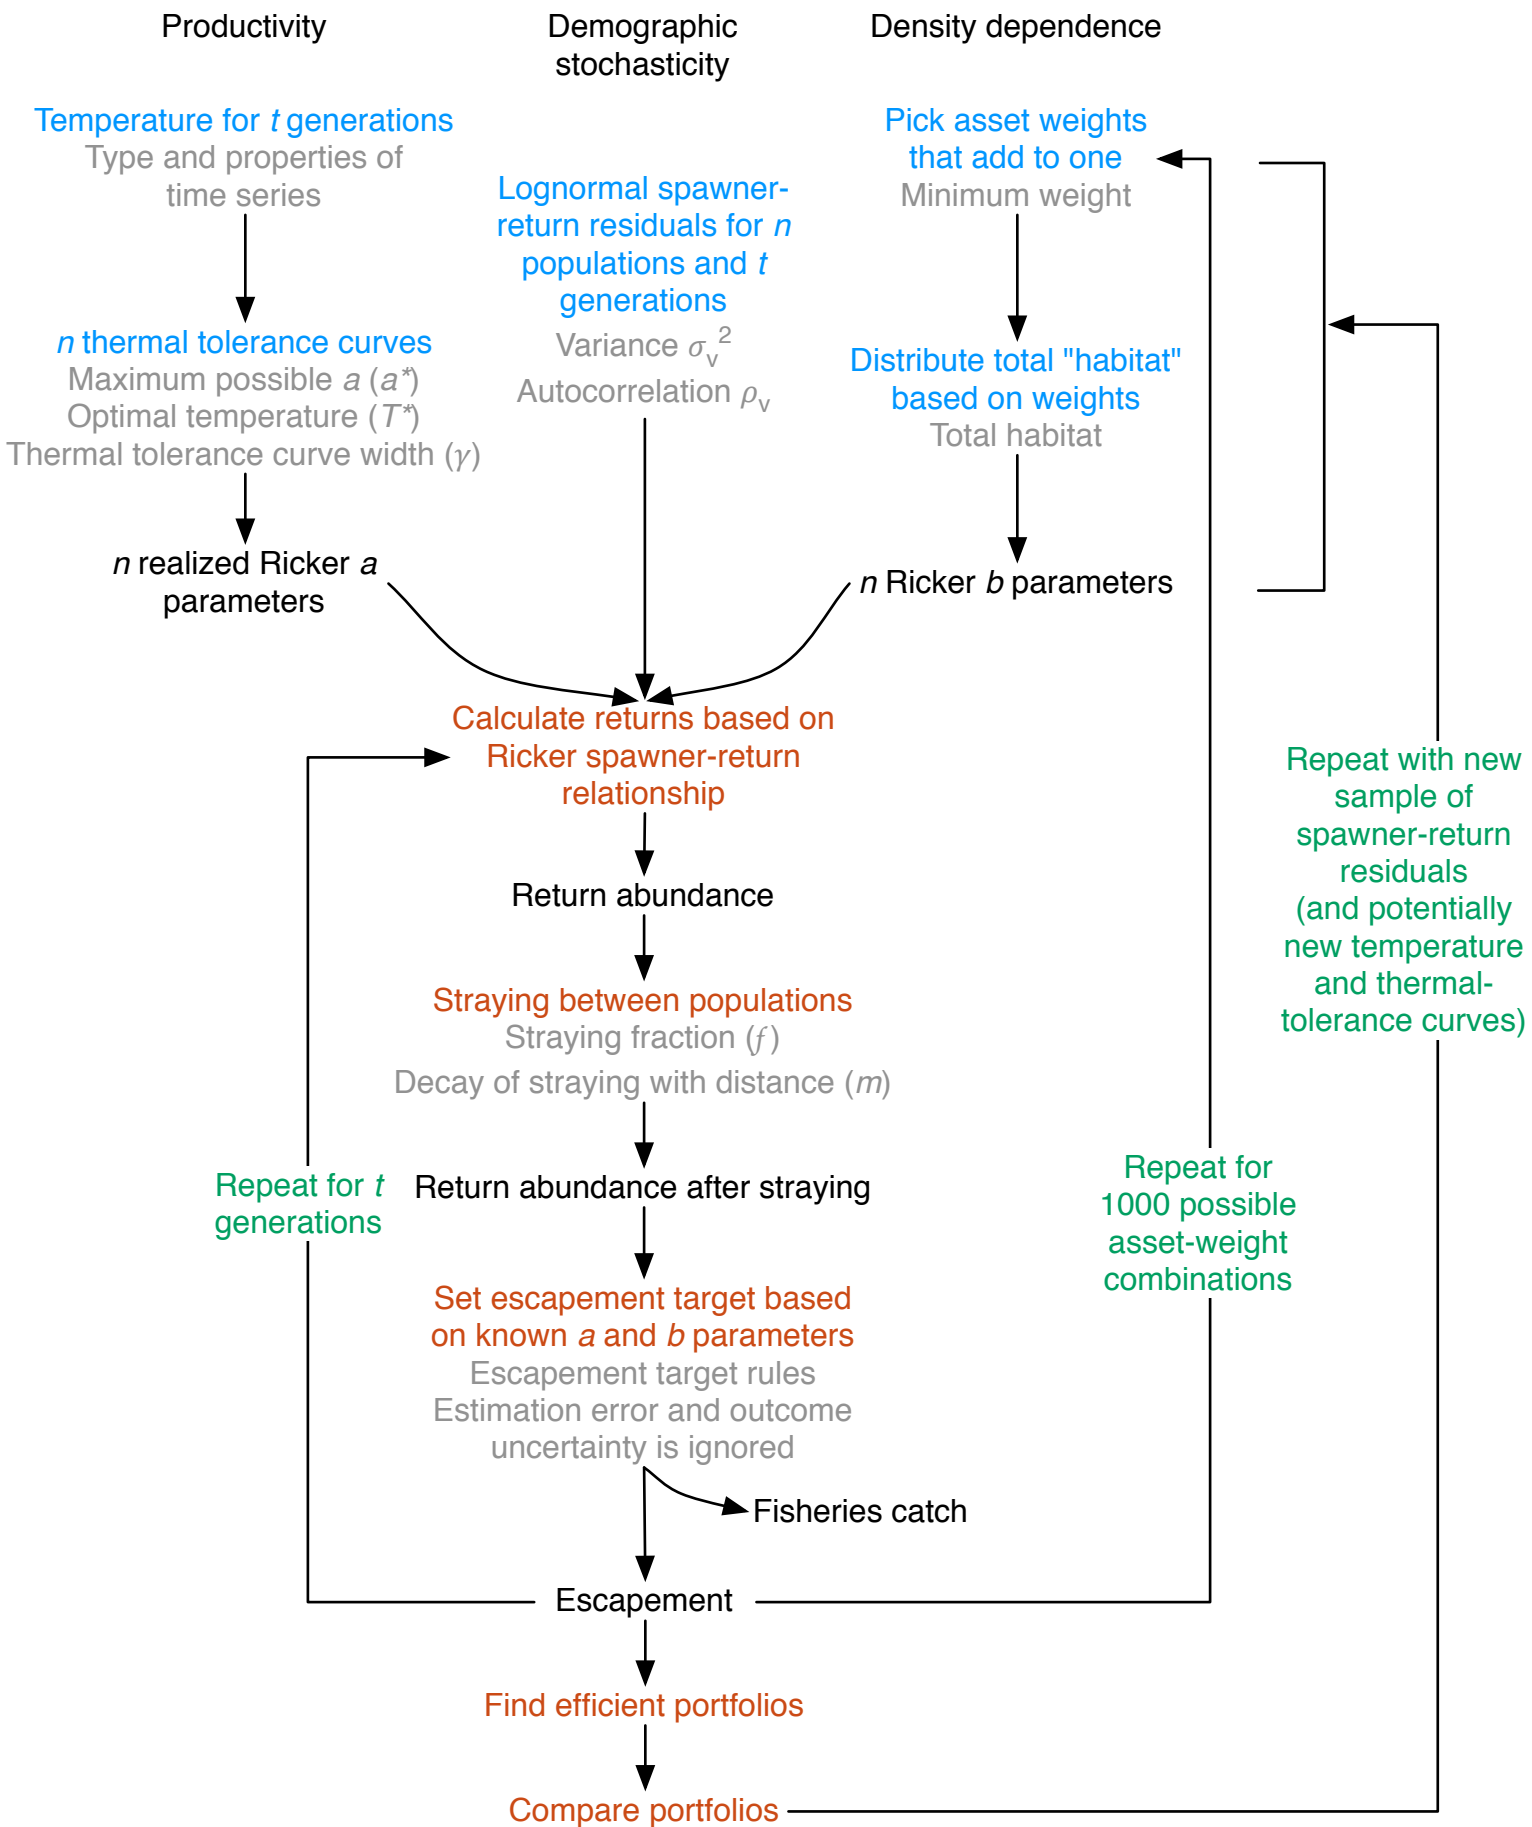 Productivity
Demographic
stochasticity
Density dependence
Temperature for t generations
Type and properties of
time series
n thermal tolerance curves
Maximum possible a (a*)
Optimal temperature (T*)
Thermal tolerance curve width (γ)
n realized Ricker a
parameters
Lognormal spawner-
return residuals for n
populations and t
generations
Variance σv²
Autocorrelation ρv
Pick asset weights
that add to one
Minimum weight
Distribute total "habitat"
based on weights
Total habitat
n Ricker b parameters
Calculate returns based on
Ricker spawner-return
relationship
Return abundance
Straying between populations
Straying fraction (f)
Decay of straying with distance (m)
Return abundance after straying
Set escapement target based
on known a and b parameters
Escapement target rules
Estimation error and outcome
uncertainty is ignored
Fisheries catch
Escapement
Find efficient portfolios
Compare portfolios
Repeat for t
generations
Repeat for
1000 possible
asset-weight
combinations
Repeat with new
sample of
spawner-return
residuals
(and potentially
new temperature
and thermal-
tolerance curves)